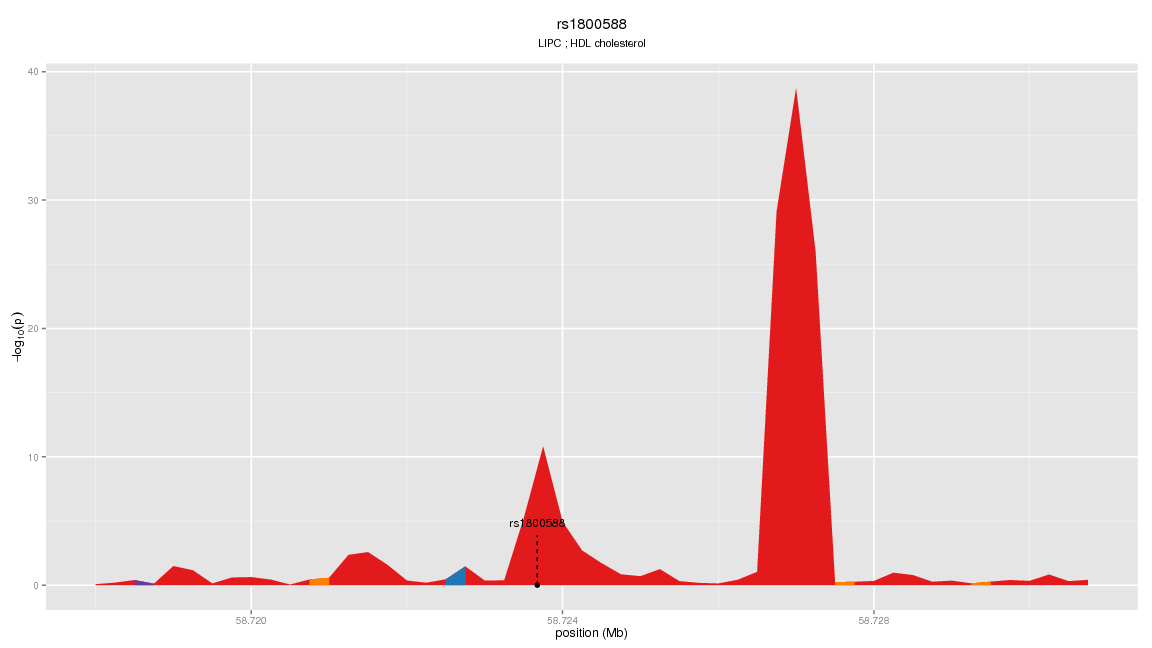 rs1800588
LIPC ; HDL cholesterol
40
30
20
10
0
−log10(p)
rs1800588
58.720
58.724
58.728
position (Mb)